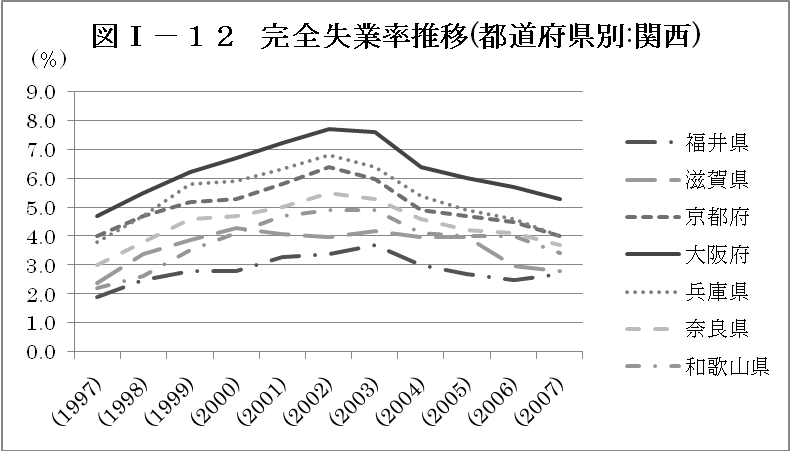 図Ⅰ－１２　完全失業率推移(都道府県別:関西)
(%)
9.0
8.0
7.0
6.0
5.0
4.0
3.0
2.0
1.0
0.0
(1997)
(1998)
(1999)
(2000)
(2001)
(2002)
(2003)
(2004)
(2005)
(2006)
(2007)
福井県
滋賀県
京都府
大阪府
兵庫県
奈良県
和歌山県